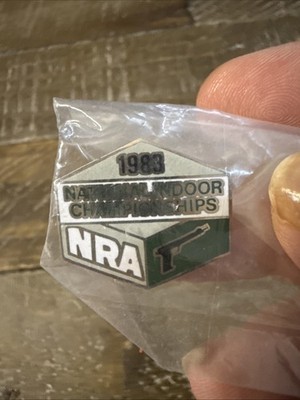 1983
NATIONAL INDOOR
CHAMPIONSHIPS
NRA